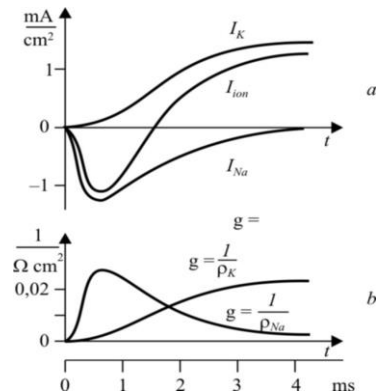 mA
cm²
I_K
1
I_ion
a
0
t
−1
I_Na
g =
1
Ω cm²
g = 1/ρ_K
0,02
g = 1/ρ_Na
b
0
t
0 1 2 3 4 ms